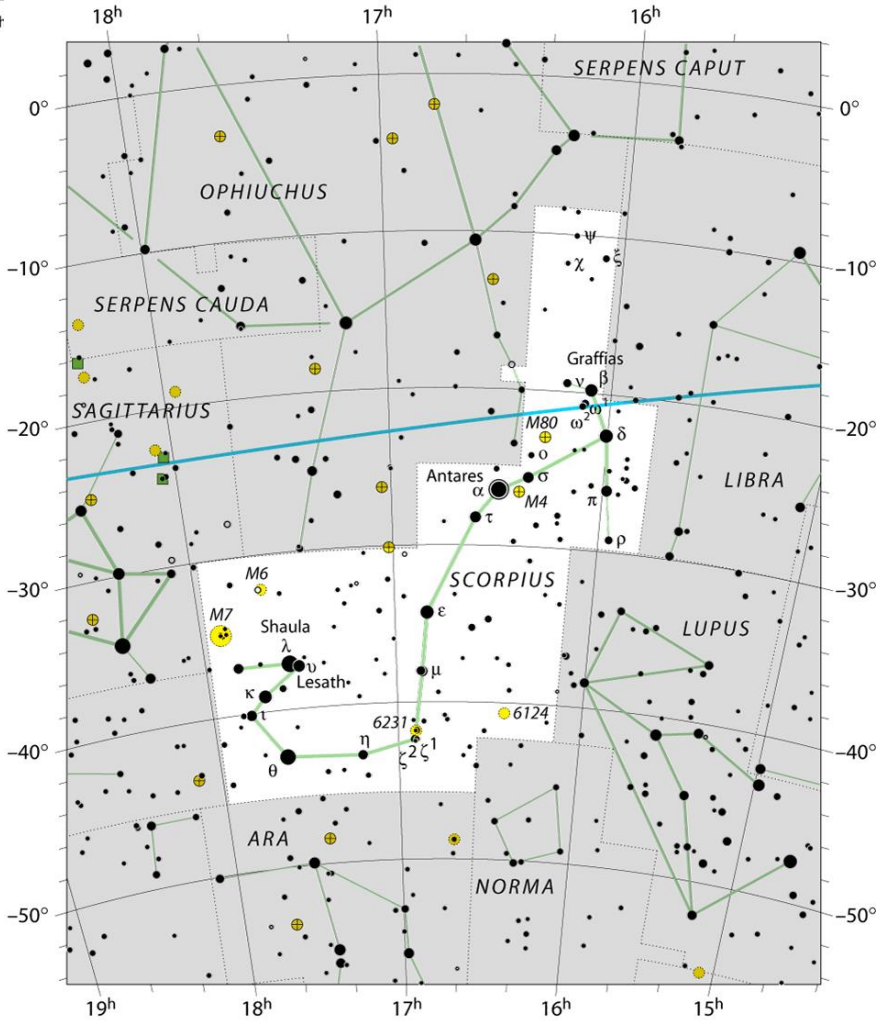 18h 17h 16h
SERPENS CAPUT
0° 0°
OPHIUCHUS
ψ
χ ξ
−10° −10°
SERPENS CAUDA
Graffias
ν β
ω² ω¹
SAGITTARIUS
−20° M80 δ −20°
ο
Antares σ LIBRA
α π
M4
τ
ρ
M6 SCORPIUS
−30° −30°
M7 ε
Shaula LUPUS
λ
υ μ
Lesath
κ
ι 6231 6124
−40° η ζ² ζ¹ −40°
θ
ARA
NORMA
−50° −50°
19h 18h 17h 16h 15h